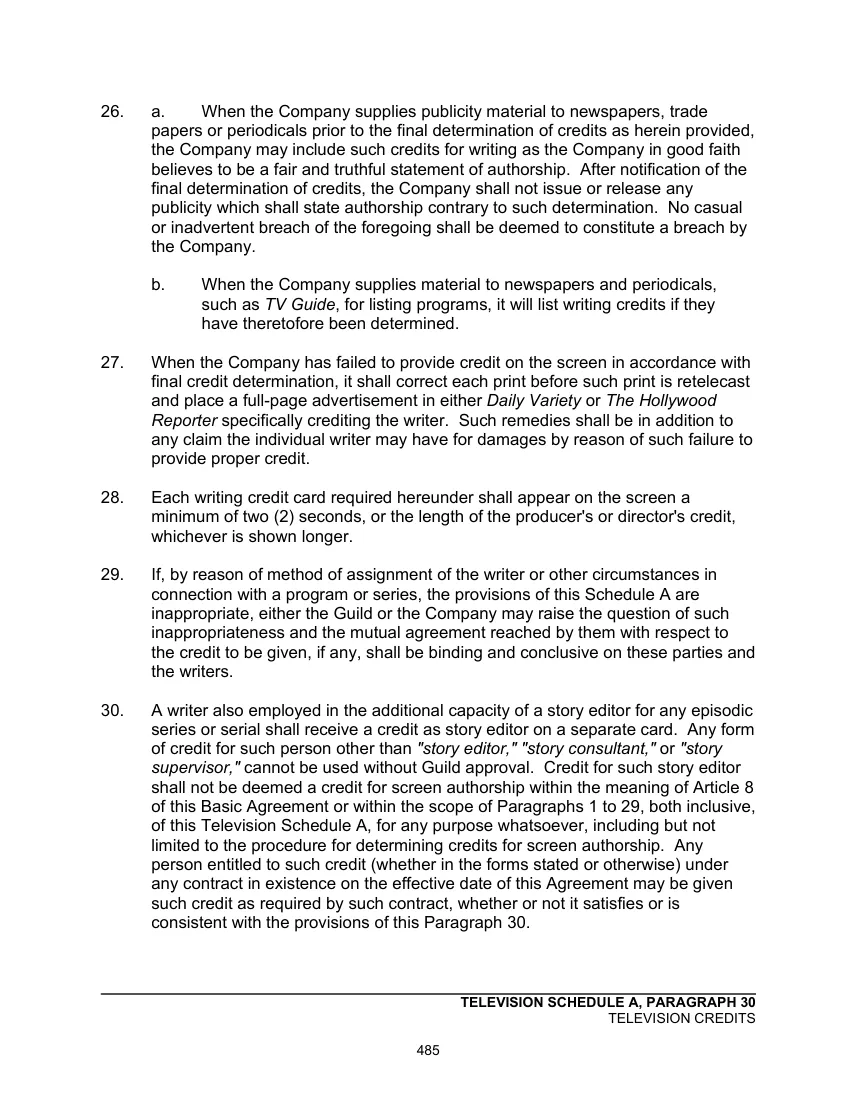 26. a. When the Company supplies publicity material to newspapers, trade
papers or periodicals prior to the final determination of credits as herein provided,
the Company may include such credits for writing as the Company in good faith
believes to be a fair and truthful statement of authorship. After notification of the
final determination of credits, the Company shall not issue or release any
publicity which shall state authorship contrary to such determination. No casual
or inadvertent breach of the foregoing shall be deemed to constitute a breach by
the Company.
b. When the Company supplies material to newspapers and periodicals,
such as TV Guide, for listing programs, it will list writing credits if they
have theretofore been determined.
27. When the Company has failed to provide credit on the screen in accordance with
final credit determination, it shall correct each print before such print is retelecast
and place a full-page advertisement in either Daily Variety or The Hollywood
Reporter specifically crediting the writer. Such remedies shall be in addition to
any claim the individual writer may have for damages by reason of such failure to
provide proper credit.
28. Each writing credit card required hereunder shall appear on the screen a
minimum of two (2) seconds, or the length of the producer's or director's credit,
whichever is shown longer.
29. If, by reason of method of assignment of the writer or other circumstances in
connection with a program or series, the provisions of this Schedule A are
inappropriate, either the Guild or the Company may raise the question of such
inappropriateness and the mutual agreement reached by them with respect to
the credit to be given, if any, shall be binding and conclusive on these parties and
the writers.
30. A writer also employed in the additional capacity of a story editor for any episodic
series or serial shall receive a credit as story editor on a separate card. Any form
of credit for such person other than "story editor," "story consultant," or "story
supervisor," cannot be used without Guild approval. Credit for such story editor
shall not be deemed a credit for screen authorship within the meaning of Article 8
of this Basic Agreement or within the scope of Paragraphs 1 to 29, both inclusive,
of this Television Schedule A, for any purpose whatsoever, including but not
limited to the procedure for determining credits for screen authorship. Any
person entitled to such credit (whether in the forms stated or otherwise) under
any contract in existence on the effective date of this Agreement may be given
such credit as required by such contract, whether or not it satisfies or is
consistent with the provisions of this Paragraph 30.
TELEVISION SCHEDULE A, PARAGRAPH 30
TELEVISION CREDITS
485